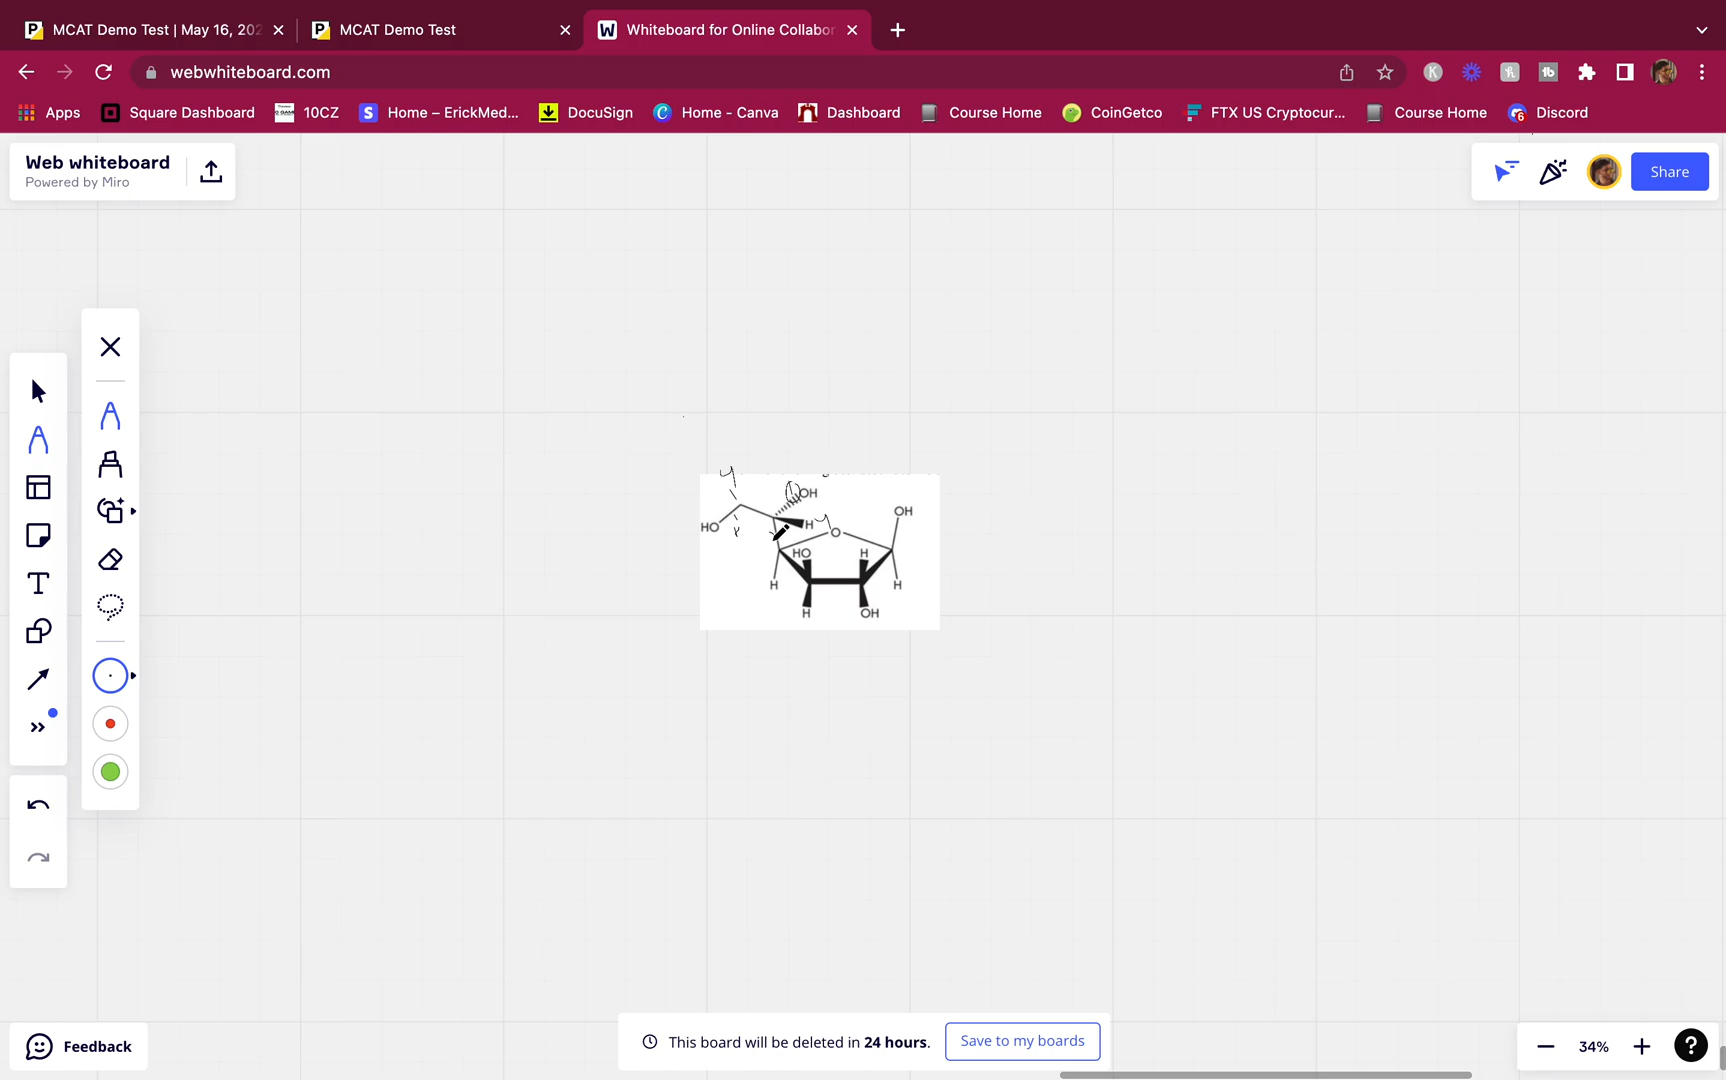 MCAT Demo Test | May 16, 202
MCAT Demo Test
Whiteboard for Online Collabor
webwhiteboard.com
Apps
Square Dashboard
10CZ
Home – ErickMed...
DocuSign
Home - Canva
Dashboard
Course Home
CoinGetco
FTX US Cryptocur...
Course Home
Discord
Web whiteboard
Powered by Miro
Share
OH
HO
H
O
OH
HO
H
H
H
H
OH
Feedback
This board will be deleted in 24 hours.
Save to my boards
34%